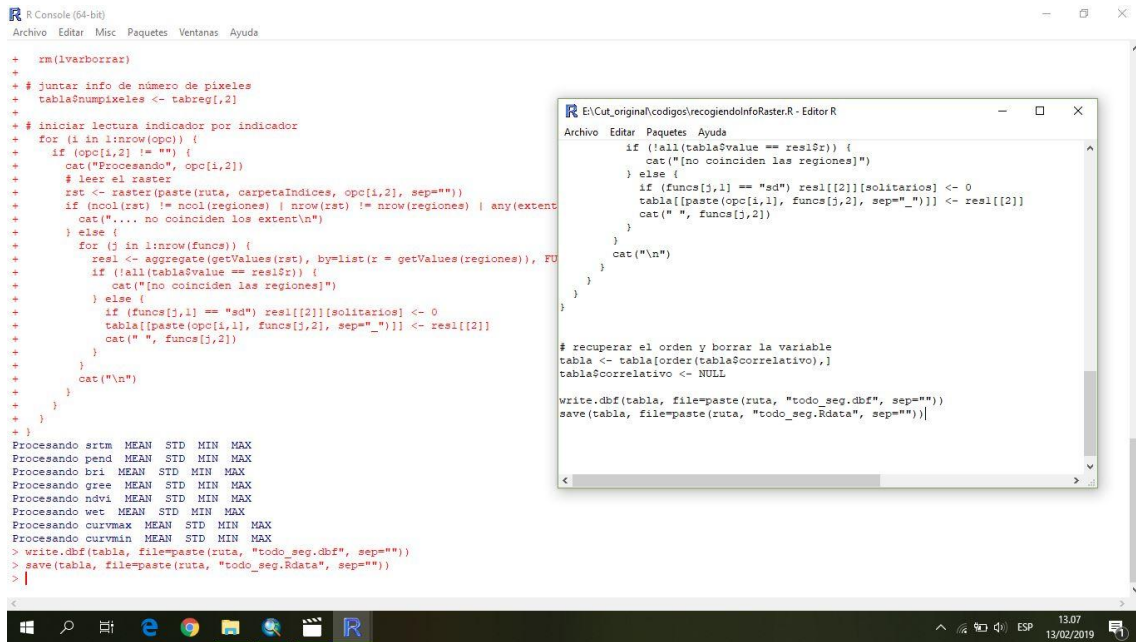 R Console (64-bit)
Archivo Editar Misc Paquetes Ventanas Ayuda
+ rm(lvarborrar)
+
+ # juntar info de número de pixeles
+ tabla$numpixeles <- tabreg[,2]
+
+ # iniciar lectura indicador por indicador
+ for (i in 1:nrow(opc)) {
+ if (opc[i,2] != "") {
+ cat("Procesando", opc[i,2])
+ # leer el raster
+ rst <- raster(paste(ruta, carpetaIndices, opc[i,2], sep=""))
+ if (ncol(rst) != ncol(regiones) | nrow(rst) != nrow(regiones) | any(extent
+ cat(".... no coinciden los extent\n")
+ } else {
+ for (j in 1:nrow(funcs)) {
+ res1 <- aggregate(getValues(rst), by=list(r = getValues(regiones)), FU
+ if (!all(tabla$value == res1$r)) {
+ cat("[no coinciden las regiones]")
+ } else {
+ if (funcs[j,1] == "sd") res1[[2]][solitarios] <- 0
+ tabla[[paste(opc[i,1], funcs[j,2], sep="_")]] <- res1[[2]]
+ cat(" ", funcs[j,2])
+ }
+ }
+ cat("\n")
+ }
+ }
+ }
+ }
Procesando srtm MEAN STD MIN MAX
Procesando pend MEAN STD MIN MAX
Procesando bri MEAN STD MIN MAX
Procesando gree MEAN STD MIN MAX
Procesando ndvi MEAN STD MIN MAX
Procesando wet MEAN STD MIN MAX
Procesando curvmax MEAN STD MIN MAX
Procesando curvmin MEAN STD MIN MAX
> write.dbf(tabla, file=paste(ruta, "todo_seg.dbf", sep=""))
> save(tabla, file=paste(ruta, "todo_seg.Rdata", sep=""))
>
E:\Cut_original\codigos\recogiendoInfoRaster.R - Editor R
Archivo Editar Paquetes Ayuda
if (!all(tabla$value == res1$r)) {
cat("[no coinciden las regiones]")
} else {
if (funcs[j,1] == "sd") res1[[2]][solitarios] <- 0
tabla[[paste(opc[i,1], funcs[j,2], sep="_")]] <- res1[[2]]
cat(" ", funcs[j,2])
}
}
cat("\n")
}
}
}
}
# recuperar el orden y borrar la variable
tabla <- tabla[order(tabla$correlativo),]
tabla$correlativo <- NULL
write.dbf(tabla, file=paste(ruta, "todo_seg.dbf", sep=""))
save(tabla, file=paste(ruta, "todo_seg.Rdata", sep=""))
ESP
13.07
13/02/2019
1